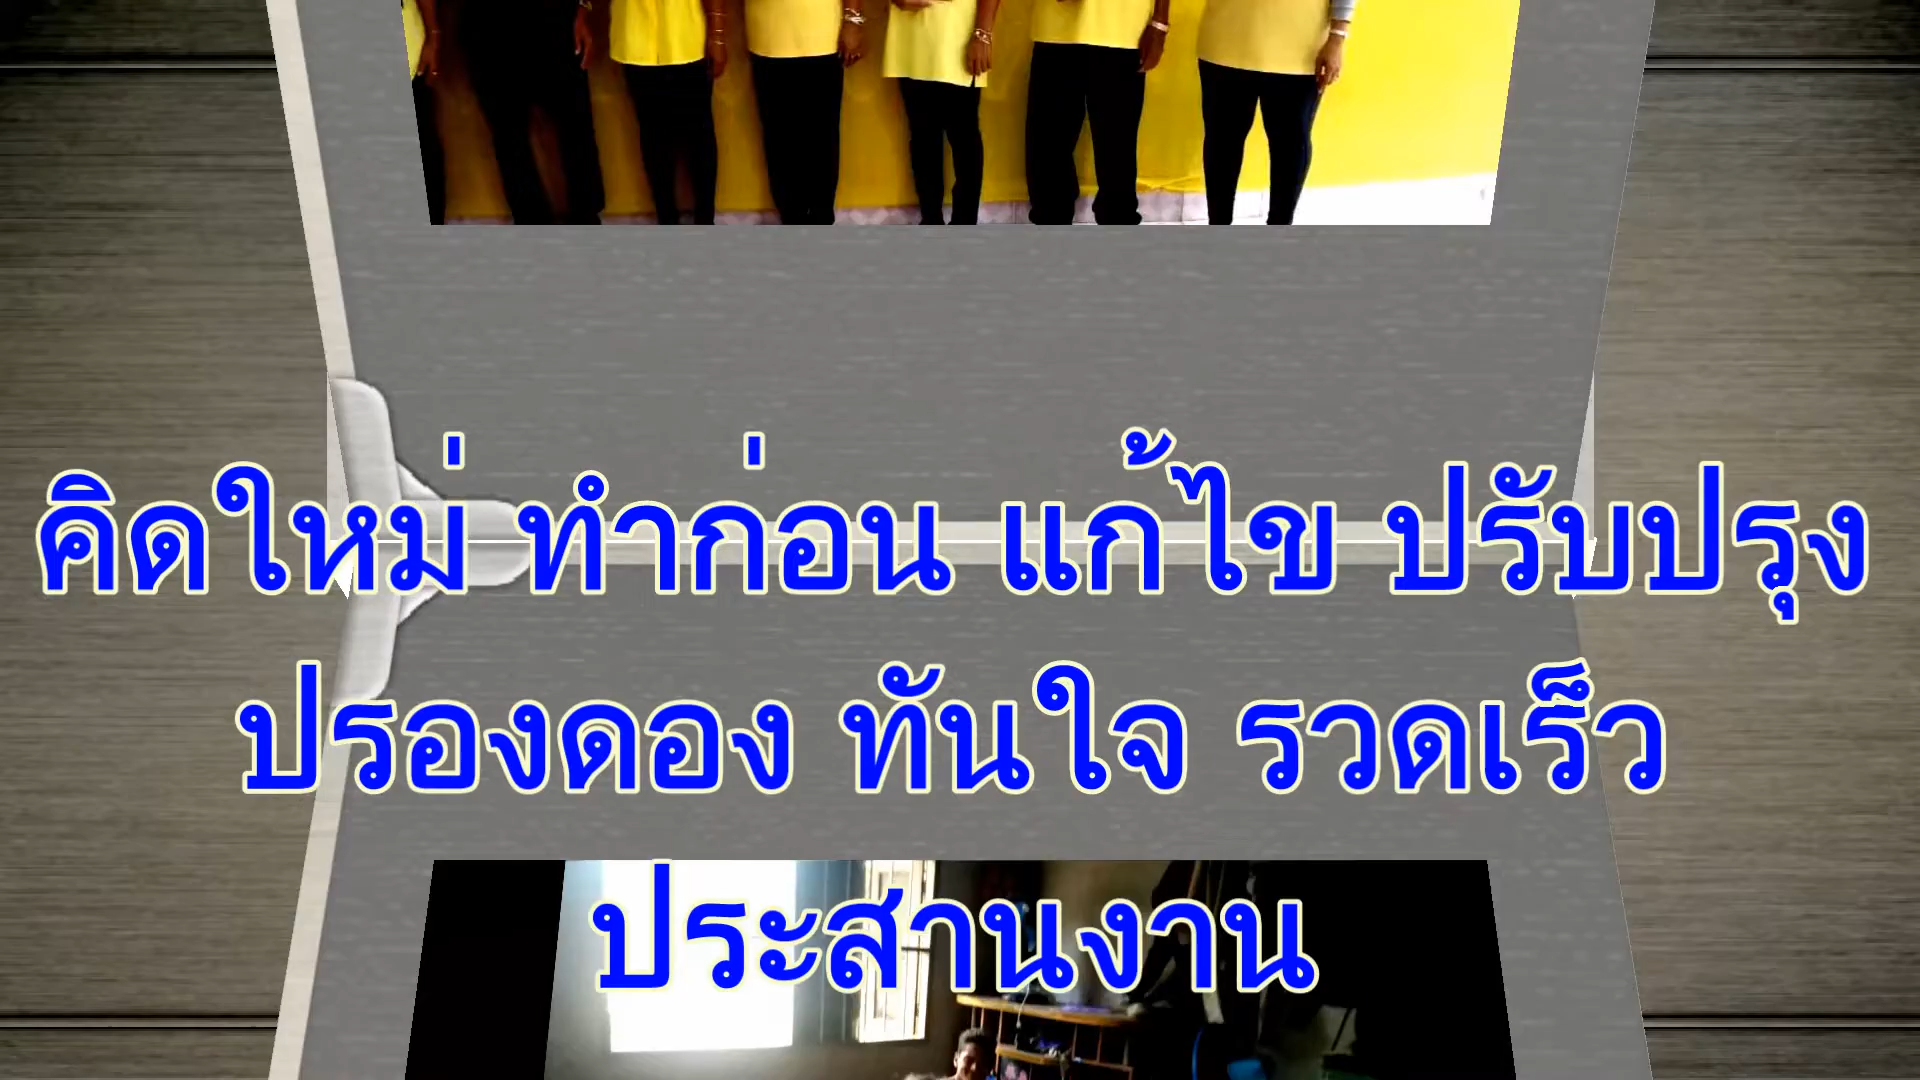 คิดใหม่ ทำก่อน แก้ไข ปรับปรุง
ปรองดอง ทันใจ รวดเร็ว
ประสานงาน